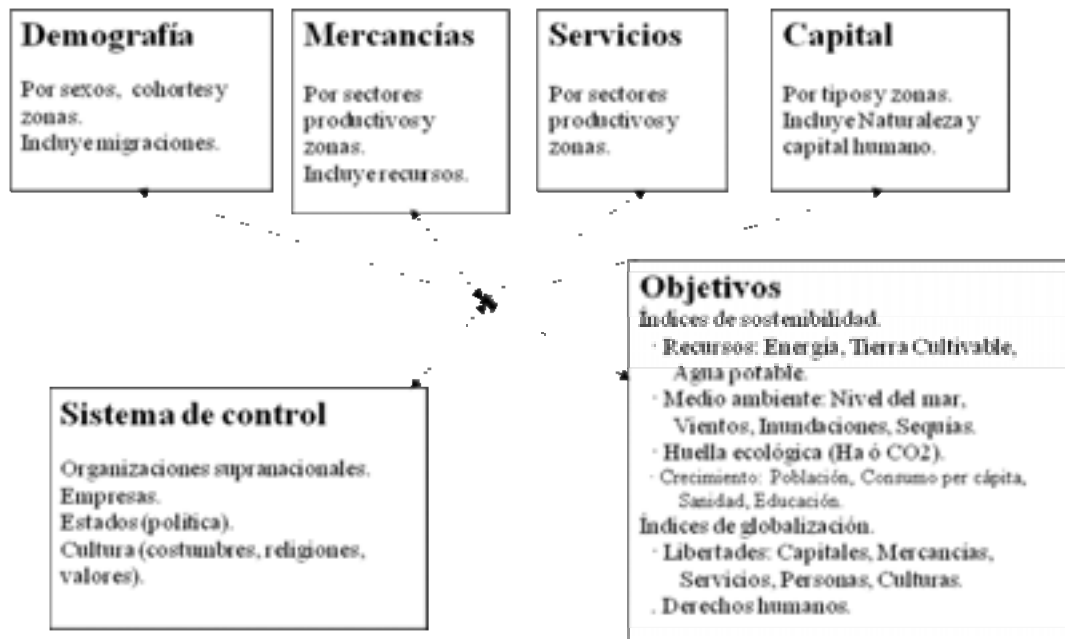 Demografía
Por sexos, cohortes y
zonas.
Incluye migraciones.
Mercancías
Por sectores
productivos y
zonas.
Incluye recursos.
Servicios
Por sectores
productivos y
zonas.
Capital
Por tipos y zonas.
Incluye Naturaleza y
capital humano.
Objetivos
Índices de sostenibilidad.
· Recursos: Energía, Tierra Cultivable,
Agua potable.
· Medio ambiente: Nivel del mar,
Vientos, Inundaciones, Sequias.
· Huella ecológica (Ha ó CO2).
· Crecimiento: Población, Consumo per cápita,
Sanidad, Educación.
Índices de globalización.
· Libertades: Capitales, Mercancías,
Servicios, Personas, Culturas.
. Derechos humanos.
Sistema de control
Organizaciones supranacionales.
Empresas.
Estados (política).
Cultura (costumbres, religiones,
valores).